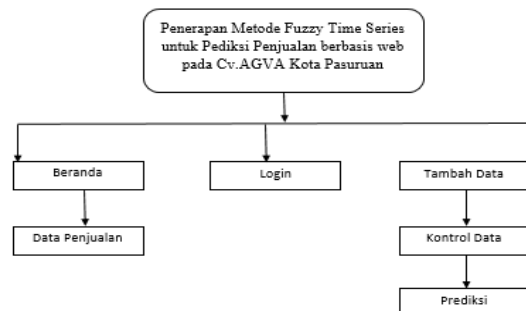 Penerapan Metode Fuzzy Time Series
untuk Pediksi Penjualan berbasis web
pada Cv.AGVA Kota Pasuruan
Beranda
Login
Tambah Data
Data Penjualan
Kontrol Data
Prediksi